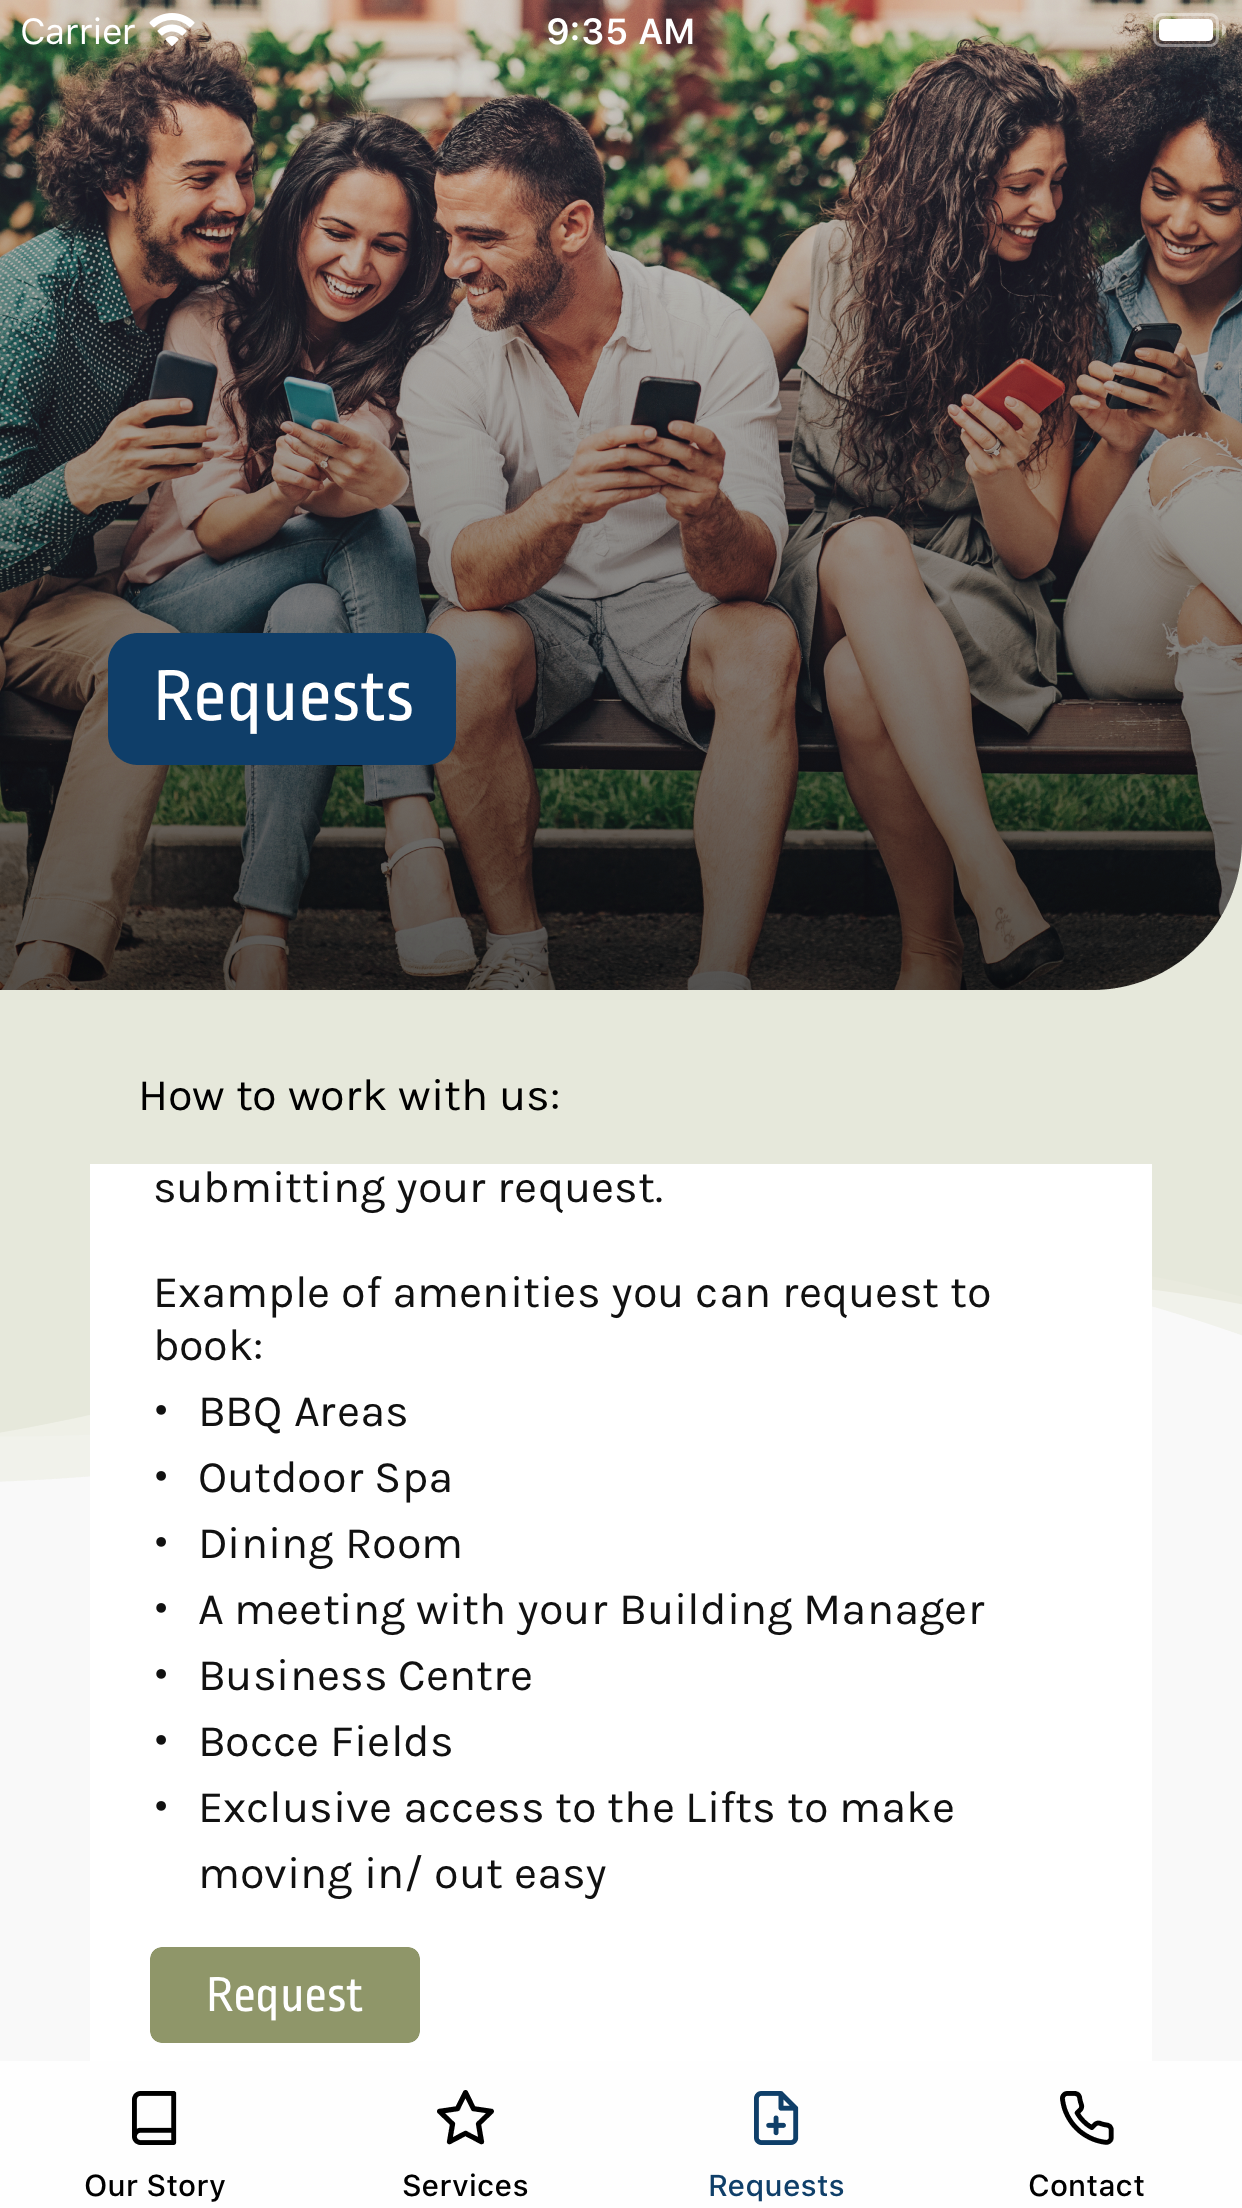 Carrier 9:35 AM
Requests
How to work with us:
submitting your request.
Example of amenities you can request to
book:
• BBQ Areas
• Outdoor Spa
• Dining Room
• A meeting with your Building Manager
• Business Centre
• Bocce Fields
• Exclusive access to the Lifts to make
moving in/ out easy
Request
Our Story Services Requests Contact